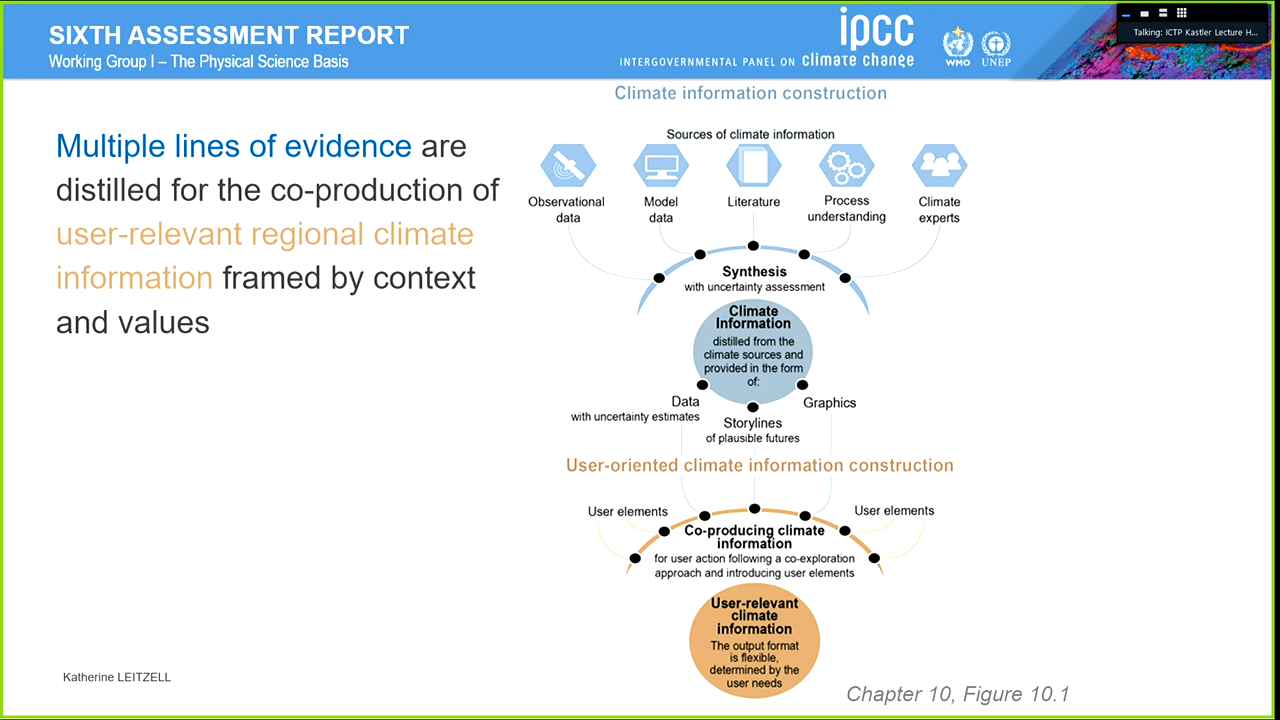 SIXTH ASSESSMENT REPORT
Working Group I – The Physical Science Basis
ipcc
INTERGOVERNMENTAL PANEL ON climate change
WMO
UNEP
Talking: ICTP Kastler Lecture H...
Multiple lines of evidence are
distilled for the co-production of
user-relevant regional climate
information framed by context
and values
Climate information construction
Sources of climate information
Observational
data
Model
data
Literature
Process
understanding
Climate
experts
Synthesis
with uncertainty assessment
Climate
Information
distilled from the
climate sources and
provided in the form
of:
Data
with uncertainty estimates
Storylines
of plausible futures
Graphics
User-oriented climate information construction
User elements
User elements
Co-producing climate
information
for user action following a co-exploration
approach and introducing user elements
User-relevant
climate
information
The output format
is flexible,
determined by the
user needs
Katherine LEITZELL
Chapter 10, Figure 10.1